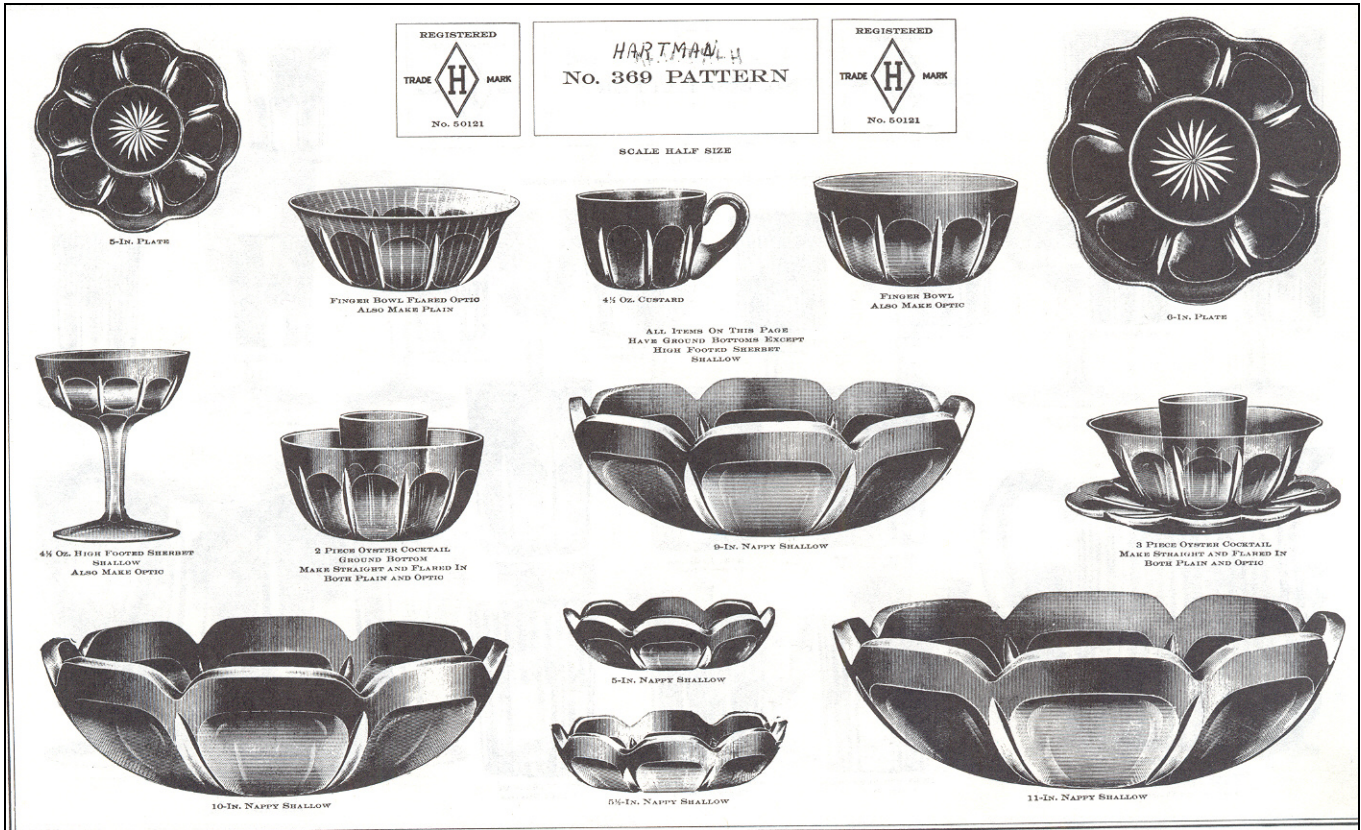 REGISTERED
TRADE H MARK
No. 50121
HARTMAN
No. 369 PATTERN
REGISTERED
TRADE H MARK
No. 50121
SCALE HALF SIZE
5-IN. PLATE
FINGER BOWL FLARED OPTIC
ALSO MAKE PLAIN
4½ OZ. CUSTARD
FINGER BOWL
ALSO MAKE OPTIC
6-IN. PLATE
ALL ITEMS ON THIS PAGE
HAVE GROUND BOTTOMS EXCEPT
HIGH FOOTED SHERBET
SHALLOW
OZ. HIGH FOOTED SHERBET
SHALLOW
ALSO MAKE OPTIC
2 PIECE OYSTER COCKTAIL
GROUND BOTTOM
MAKE STRAIGHT AND FLARED IN
BOTH PLAIN AND OPTIC
9-IN. NAPPY SHALLOW
3 PIECE OYSTER COCKTAIL
MAKE STRAIGHT AND FLARED IN
BOTH PLAIN AND OPTIC
5-IN. NAPPY SHALLOW
10-IN. NAPPY SHALLOW
5½-IN. NAPPY SHALLOW
11-IN. NAPPY SHALLOW